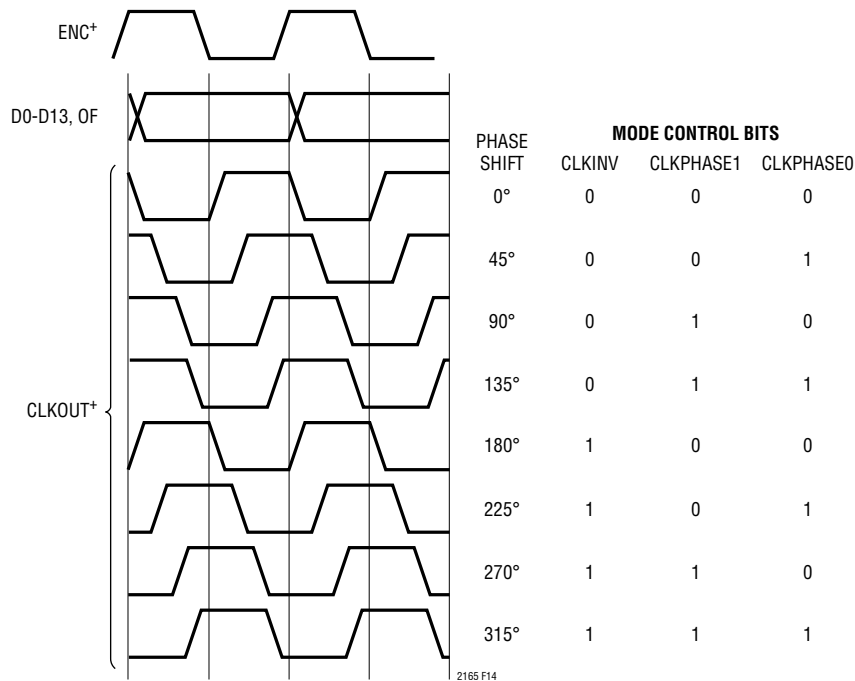 ENC+
D0-D13, OF
CLKOUT+
PHASE SHIFT
MODE CONTROL BITS
CLKINV CLKPHASE1 CLKPHASE0
0° 0 0 0
45° 0 0 1
90° 0 1 0
135° 0 1 1
180° 1 0 0
225° 1 0 1
270° 1 1 0
315° 1 1 1
2165 F14